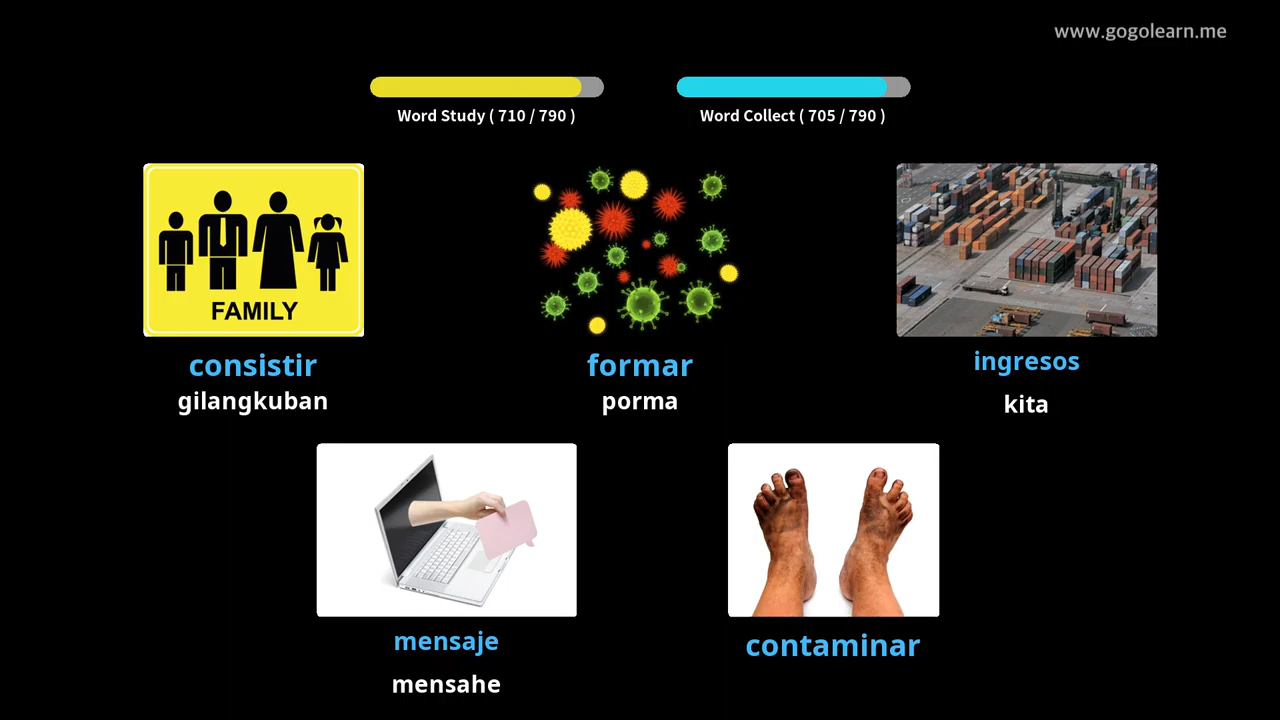 www.gogolearn.me
Word Study ( 710 / 790 )
Word Collect ( 705 / 790 )
FAMILY
consistir
gilangkuban
formar
porma
ingresos
kita
mensaje
mensahe
contaminar